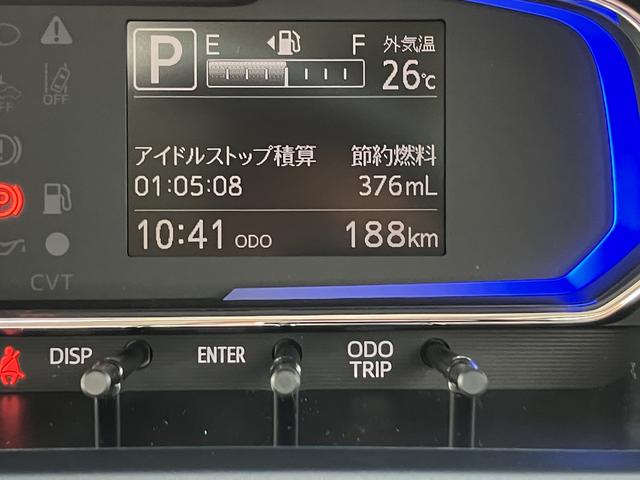 P E F 外気温
26℃
OFF
OFF
アイドルストップ積算 節約燃料
01:05:08 376mL
P
10:41 ODO 188km
CVT
DISP ENTER ODO
TRIP